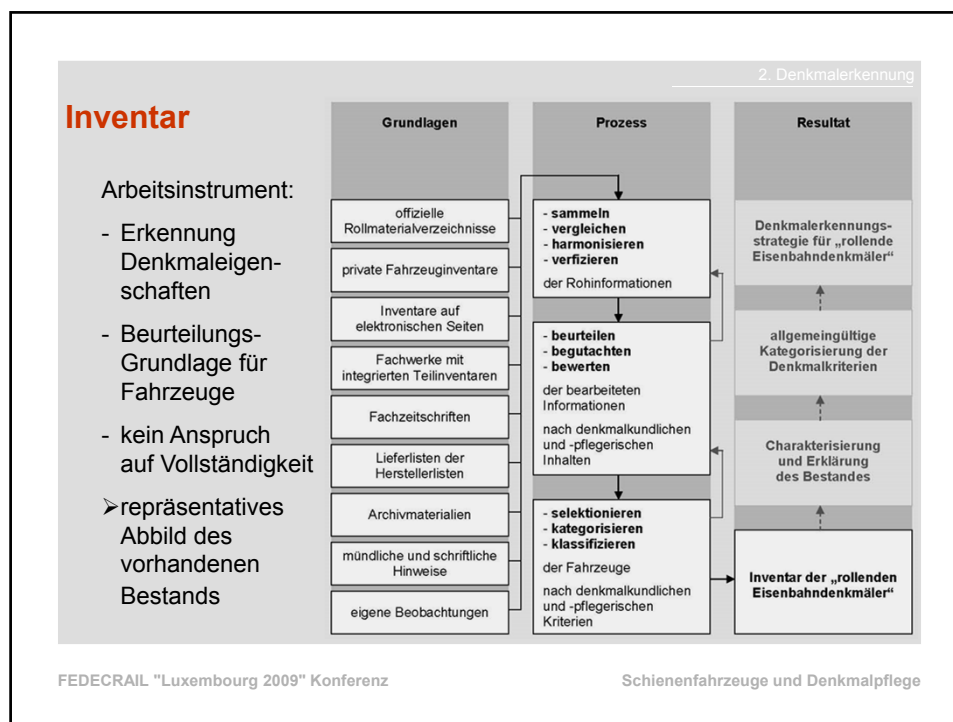 2. Denkmalerkennung
Inventar
Arbeitsinstrument:
- Erkennung
Denkmaleigen-
schaften
- Beurteilungs-
Grundlage für
Fahrzeuge
- kein Anspruch
auf Vollständigkeit
➢repräsentatives
Abbild des
vorhandenen
Bestands
Grundlagen
offizielle
Rollmaterialverzeichnisse
private Fahrzeuginventare
Inventare auf
elektronischen Seiten
Fachwerke mit
integrierten Teilinventaren
Fachzeitschriften
Lieferlisten der
Herstellerlisten
Archivmaterialien
mündliche und schriftliche
Hinweise
eigene Beobachtungen
Prozess
- sammeln
- vergleichen
- harmonisieren
- verfizieren
der Rohinformationen
- beurteilen
- begutachten
- bewerten
der bearbeiteten
Informationen
nach denkmalkundlichen
und -pflegerischen
Inhalten
- selektionieren
- kategorisieren
- klassifizieren
der Fahrzeuge
nach denkmalkundlichen
und -pflegerischen
Kriterien
Resultat
Denkmalerkennungs-
strategie für „rollende
Eisenbahndenkmäler“
allgemeingültige
Kategorisierung der
Denkmalkriterien
Charakterisierung
und Erklärung
des Bestandes
Inventar der „rollenden
Eisenbahndenkmäler“
FEDECRAIL "Luxembourg 2009" Konferenz
Schienenfahrzeuge und Denkmalpflege